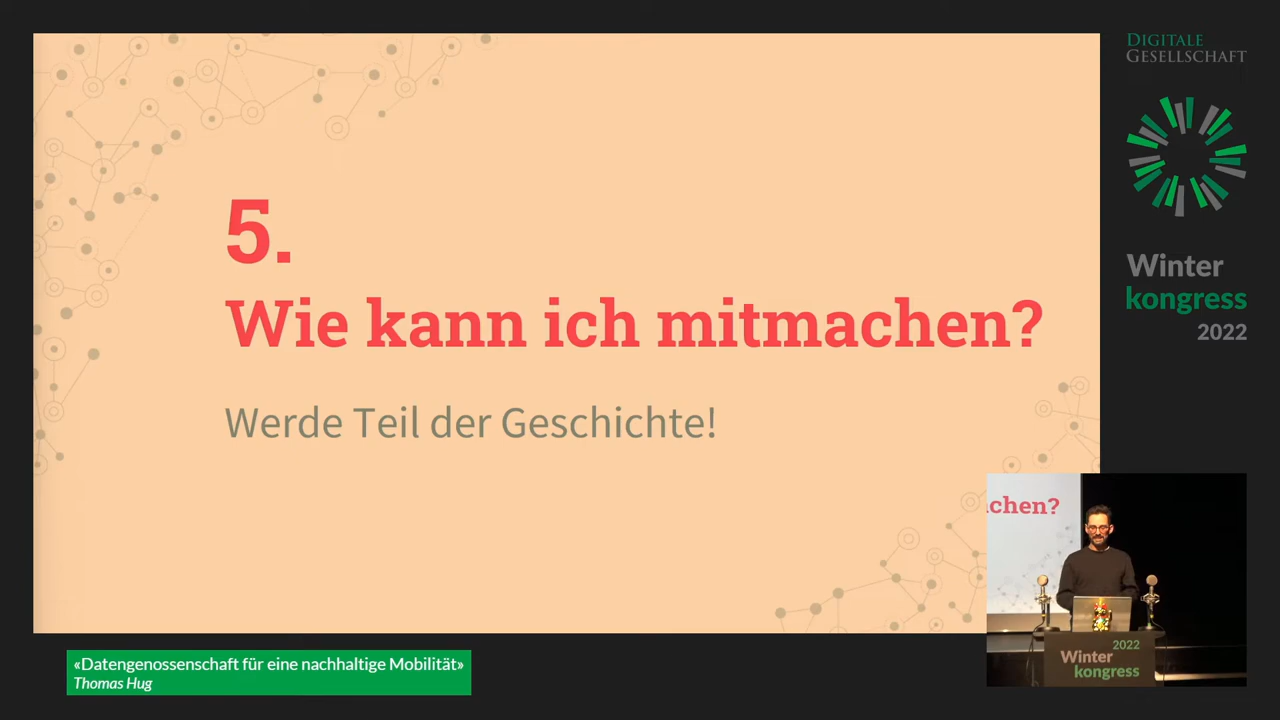 5.
Wie kann ich mitmachen?
Werde Teil der Geschichte!
DIGITALE
GESELLSCHAFT
Winter
kongress
2022
chen?
2022
Winter
kongress
«Datengenossenschaft für eine nachhaltige Mobilität»
Thomas Hug